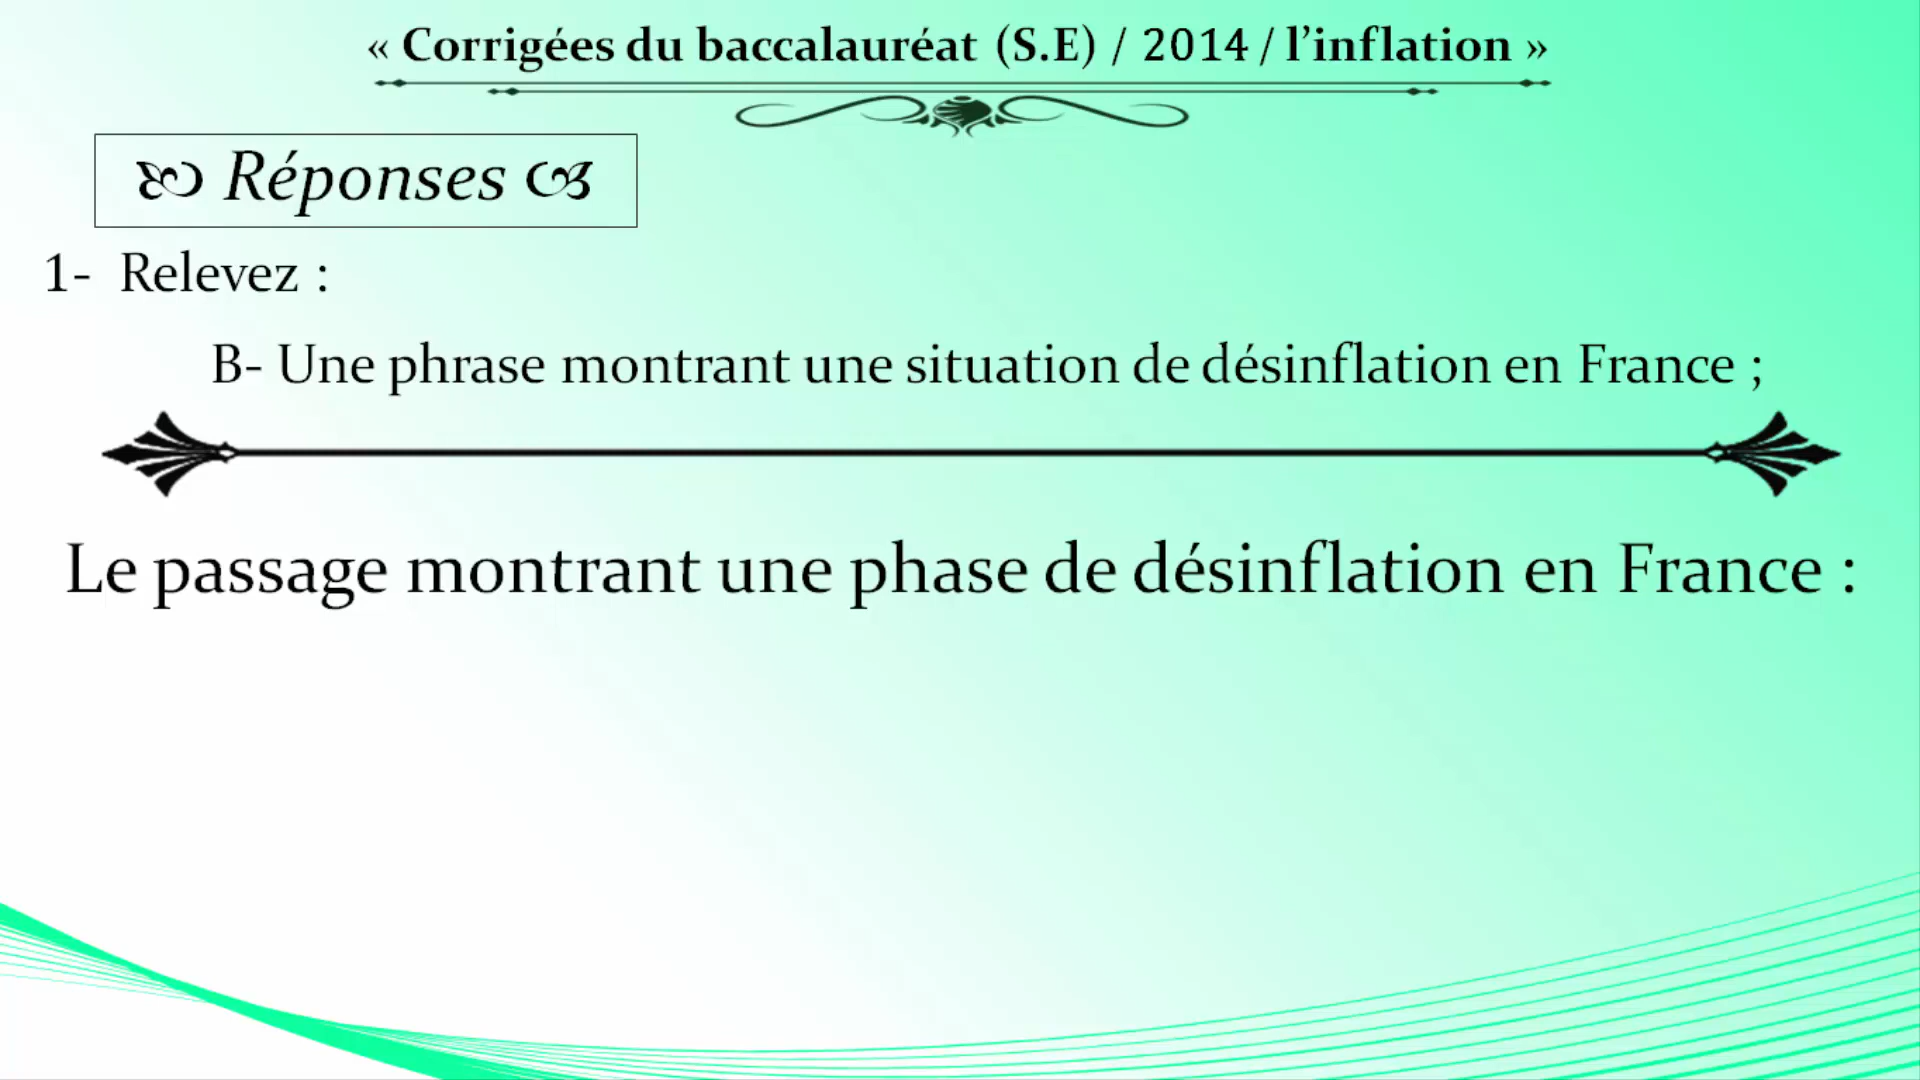 « Corrigées du baccalauréat (S.E) / 2014 / l’inflation »
Réponses
1- Relevez :
B- Une phrase montrant une situation de désinflation en France ;
Le passage montrant une phase de désinflation en France :